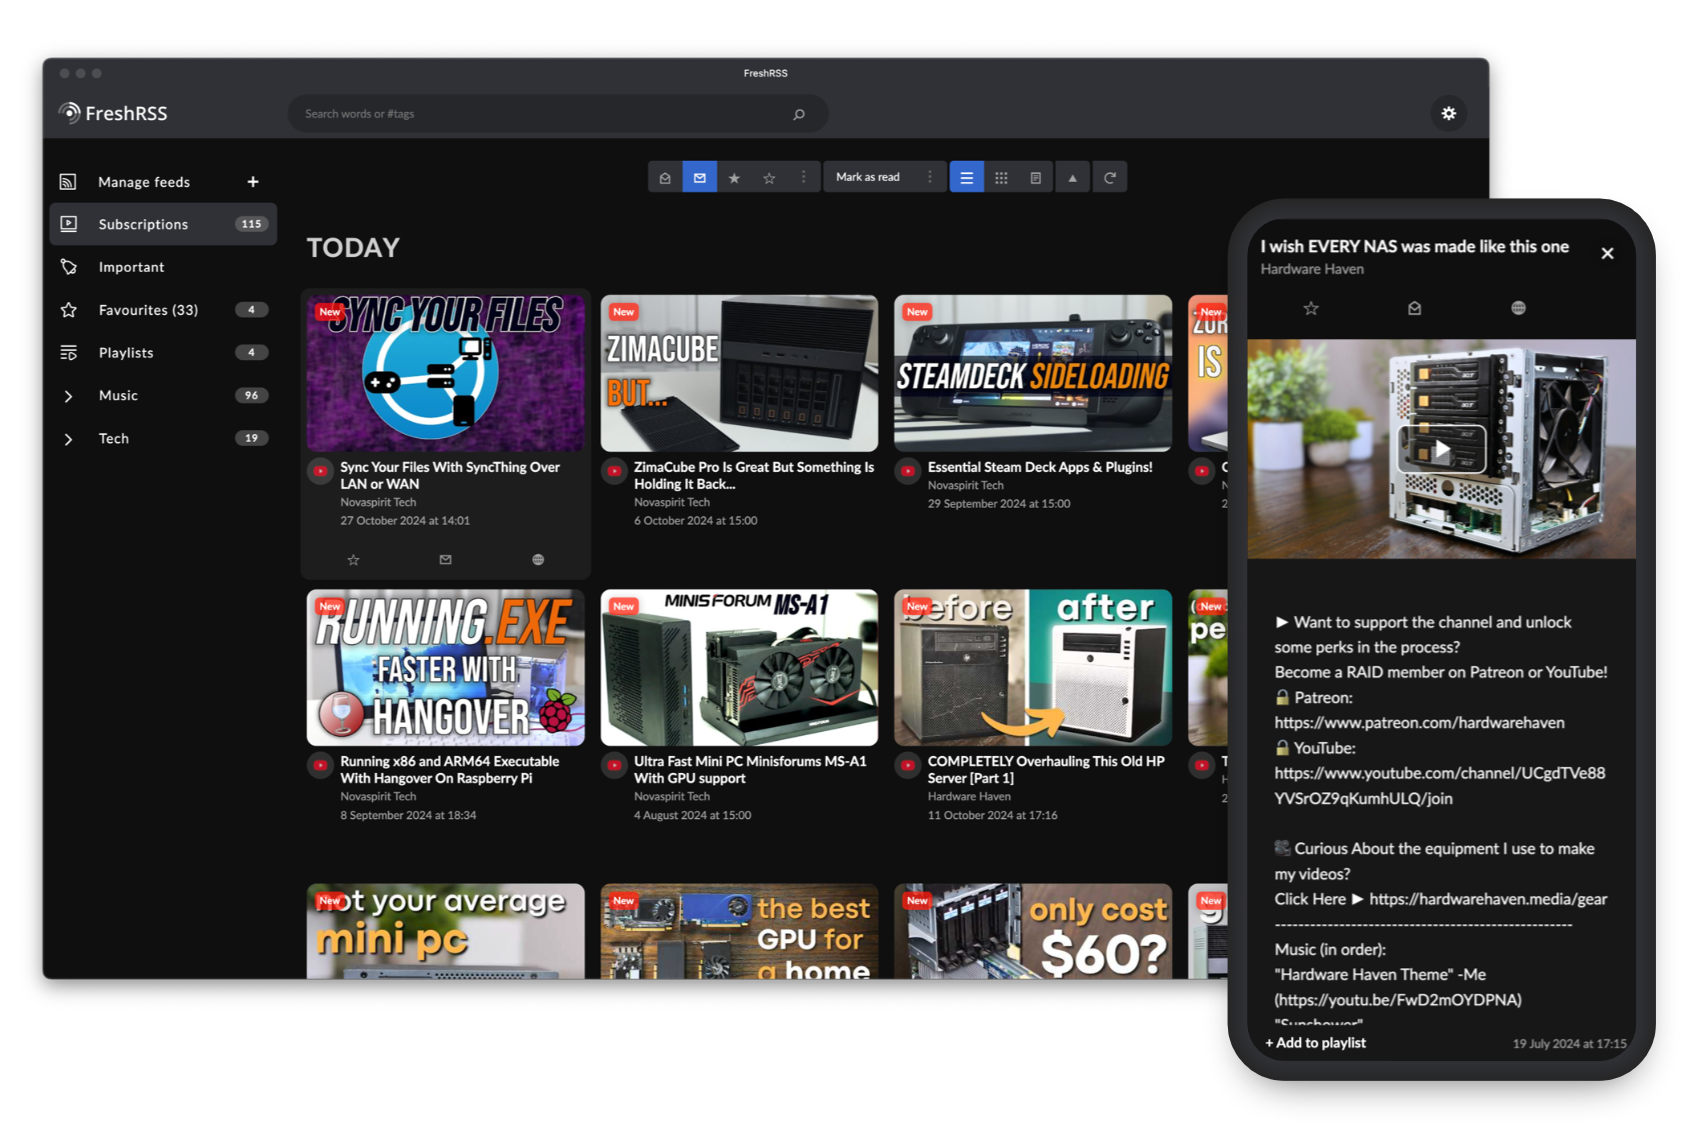 FreshRSS
FreshRSS
Search words or #tags
Manage feeds +
Subscriptions 115
Important
Favourites (33) 4
Playlists 4
Music 96
Tech 19
Mark as read
TODAY
New
SYNC YOUR FILES
Sync Your Files With SyncThing Over
LAN or WAN
Novaspirit Tech
27 October 2024 at 14:01
New
ZIMACUBE
BUT...
ZimaCube Pro Is Great But Something Is
Holding It Back...
Novaspirit Tech
6 October 2024 at 15:00
New
STEAMDECK SIDELOADING
Essential Steam Deck Apps & Plugins!
Novaspirit Tech
29 September 2024 at 15:00
New
IS
New
RUNNING.EXE
FASTER WITH
HANGOVER
Running x86 and ARM64 Executable
With Hangover On Raspberry Pi
Novaspirit Tech
8 September 2024 at 18:34
New
MINISFORUM MS-A1
Ultra Fast Mini PC Minisforums MS-A1
With GPU support
Novaspirit Tech
4 August 2024 at 15:00
New
before after
COMPLETELY Overhauling This Old HP
Server [Part 1]
Hardware Haven
11 October 2024 at 17:16
New
pe
New
not your average
mini pc
New
the best
GPU for
a home
New
only cost
$60?
New
I wish EVERY NAS was made like this one
Hardware Haven
► Want to support the channel and unlock
some perks in the process?
Become a RAID member on Patreon or YouTube!
🔒 Patreon:
https://www.patreon.com/hardwarehaven
🔒 YouTube:
https://www.youtube.com/channel/UCgdTVe88
YVSrOZ9qKumhULQ/join
🎥 Curious About the equipment I use to make
my videos?
Click Here ► https://hardwarehaven.media/gear
---------------------------------------------------
Music (in order):
"Hardware Haven Theme" -Me
(https://youtu.be/FwD2mOYDPNA)
"Sunshower"
+ Add to playlist
19 July 2024 at 17:15